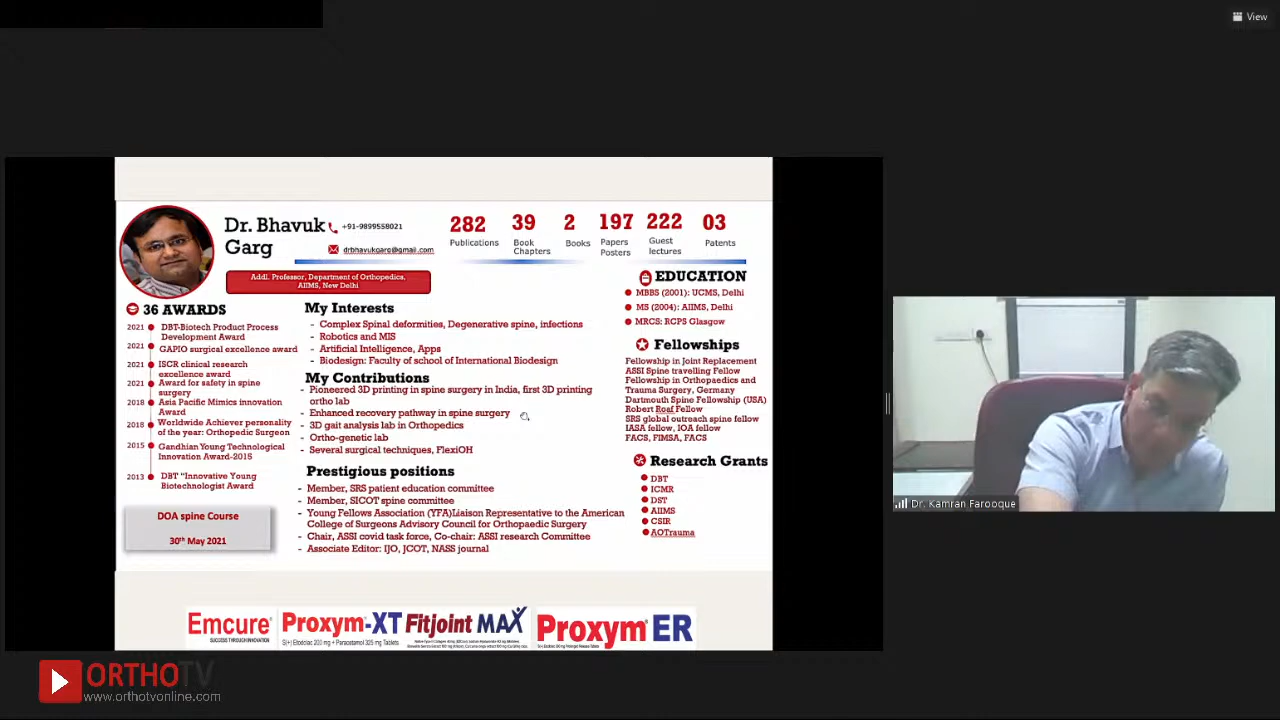 View
Dr. Bhavuk
Garg
+91-9899558021
drbhavukgarg@gmail.com
Addl. Professor, Department of Orthopedics,
AIIMS, New Delhi
282
Publications
39
Book
Chapters
2
Books
197
Papers
Posters
222
Guest
lectures
03
Patents
36 AWARDS
2021 DBT-Biotech Product Process
Development Award
2021 GAPIO surgical excellence award
2021 ISCR clinical research
excellence award
2021 Award for safety in spine
surgery
2018 Asia Pacific Mimics innovation
Award
2018 Worldwide Achiever personality
of the year: Orthopedic Surgeon
2015 Gandhian Young Technological
Innovation Award-2015
2013 DBT "Innovative Young
Biotechnologist Award
DOA spine Course
30th May 2021
My Interests
- Complex Spinal deformities, Degenerative spine, infections
- Robotics and MIS
- Artificial Intelligence, Apps
- Biodesign: Faculty of school of International Biodesign
My Contributions
- Pioneered 3D printing in spine surgery in India, first 3D printing
ortho lab
- Enhanced recovery pathway in spine surgery
- 3D gait analysis lab in Orthopedics
- Ortho-genetic lab
- Several surgical techniques, FlexiOH
Prestigious positions
- Member, SRS patient education committee
- Member, SICOT spine committee
- Young Fellows Association (YFA)Liaison Representative to the American
College of Surgeons Advisory Council for Orthopaedic Surgery
- Chair, ASSI covid task force, Co-chair: ASSI research Committee
- Associate Editor: IJO, JCOT, NASS journal
EDUCATION
MBBS (2001): UCMS, Delhi
MS (2004): AIIMS, Delhi
MRCS: RCPS Glasgow
Fellowships
Fellowship in Joint Replacement
ASSI Spine travelling Fellow
Fellowship in Orthopaedics and
Trauma Surgery, Germany
Dartmouth Spine Fellowship (USA)
Robert Roaf Fellow
SRS global outreach spine fellow
IASA fellow, IOA fellow
FACS, FIMSA, FACS
Research Grants
DBT
ICMR
DST
AIIMS
CSIR
AOTrauma
Dr. Kamran Farooque
Emcure
SUCCESS THROUGH INNOVATION
Proxym-XT
S(+) Etodolac 200 mg + Paracetamol 325 mg Tablets
Fitjoint MAX
Proxym ER
ORTHOTV
www.orthotvonline.com